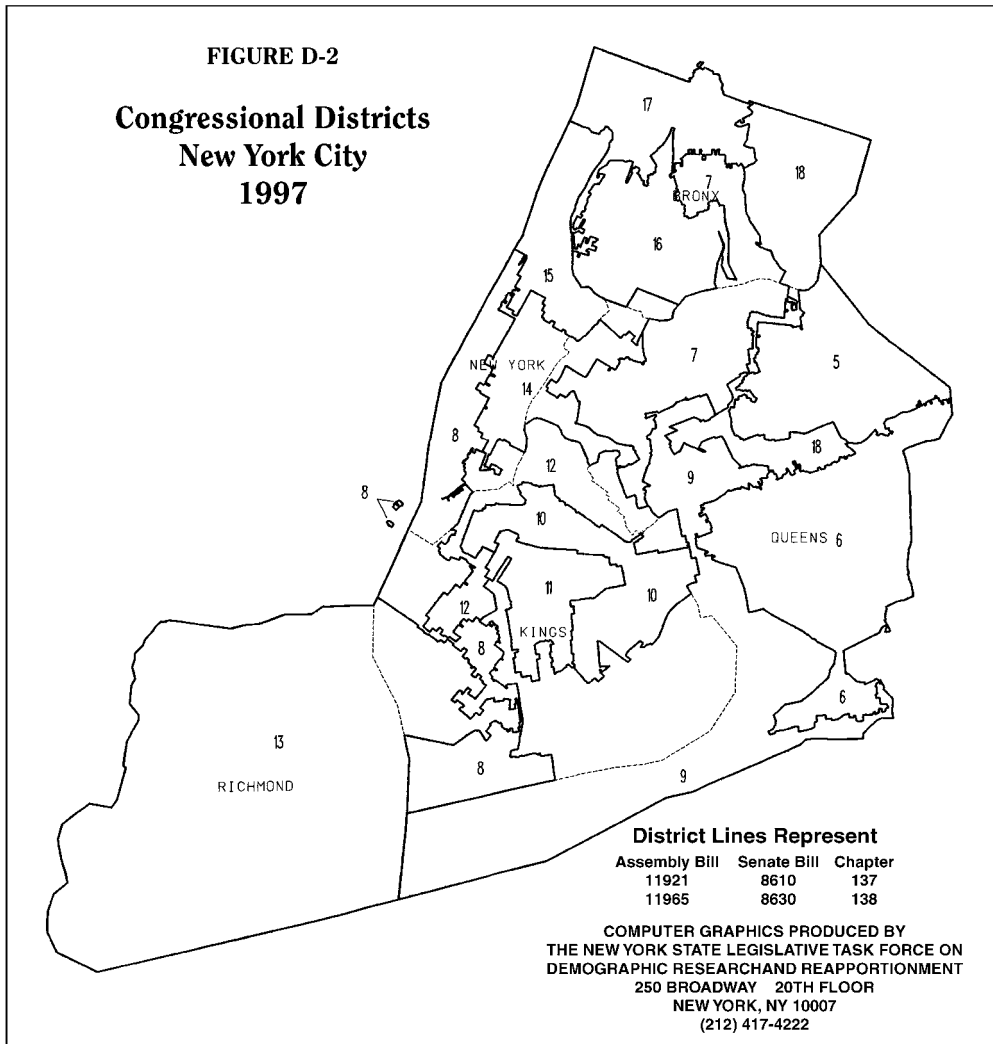 FIGURE D-2
Congressional Districts
New York City
1997
17
18
7
BRONX
16
15
7
5
NEW YORK
14
8
18
12
9
8
10
QUEENS 6
11
10
12
KINGS
8
6
13
8
9
RICHMOND
District Lines Represent
Assembly Bill Senate Bill Chapter
11921 8610 137
11965 8630 138
COMPUTER GRAPHICS PRODUCED BY
THE NEW YORK STATE LEGISLATIVE TASK FORCE ON
DEMOGRAPHIC RESEARCHAND REAPPORTIONMENT
250 BROADWAY 20TH FLOOR
NEW YORK, NY 10007
(212) 417-4222